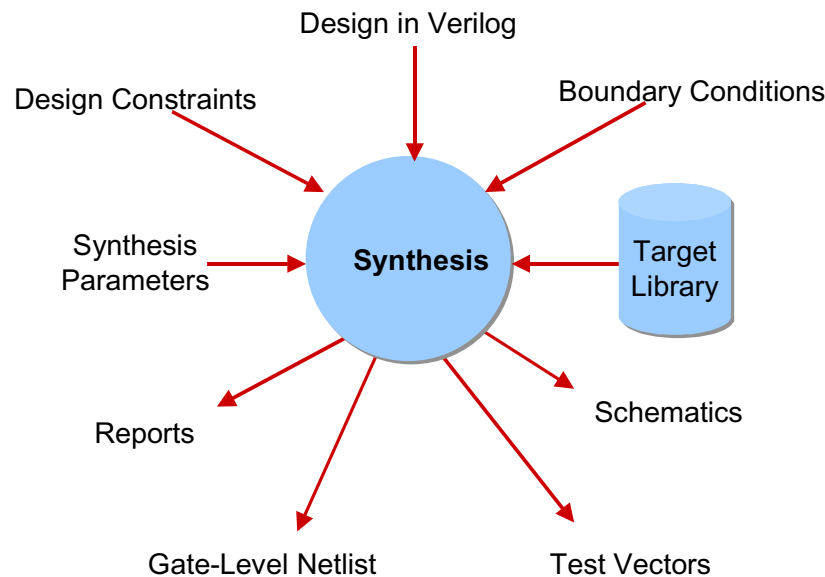 Design in Verilog
Design Constraints
Boundary Conditions
Synthesis
Parameters
Synthesis
Target
Library
Reports
Schematics
Gate-Level Netlist
Test Vectors